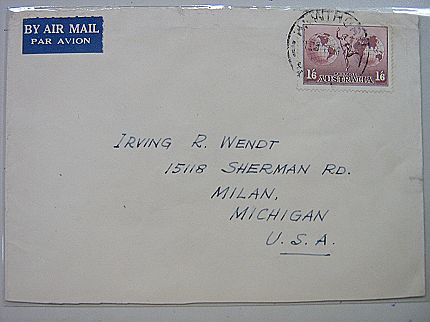 BY AIR MAIL
PAR AVION
1/6 AUSTRALIA 1/6
IRVING R. WENDT
15118 SHERMAN RD.
MILAN,
MICHIGAN
U.S.A.